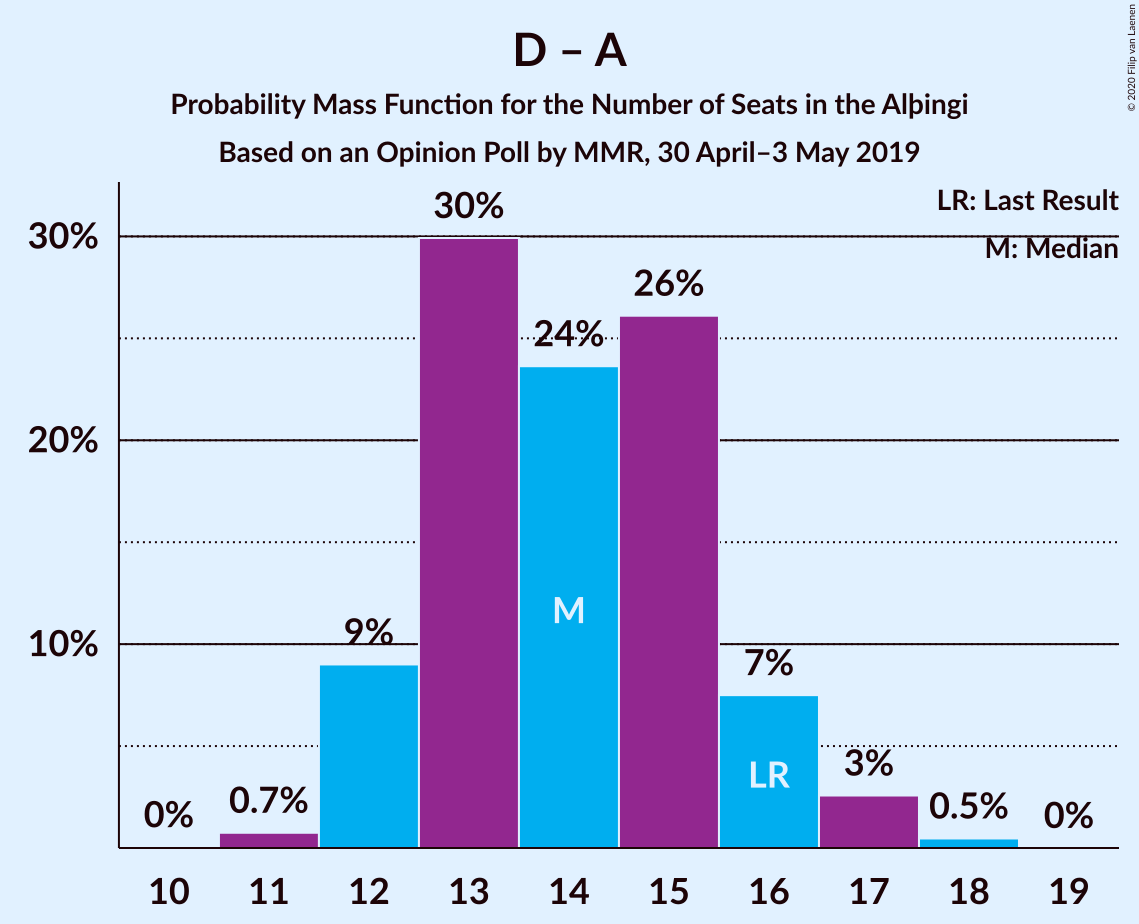 D – A
Probability Mass Function for the Number of Seats in the Alþingi
Based on an Opinion Poll by MMR, 30 April–3 May 2019
© 2020 Filip van Laenen
LR: Last Result
M: Median
30%
20%
10%
0%
0.7%
9%
30%
24%
26%
7%
3%
0.5%
0%
M
LR
10 11 12 13 14 15 16 17 18 19